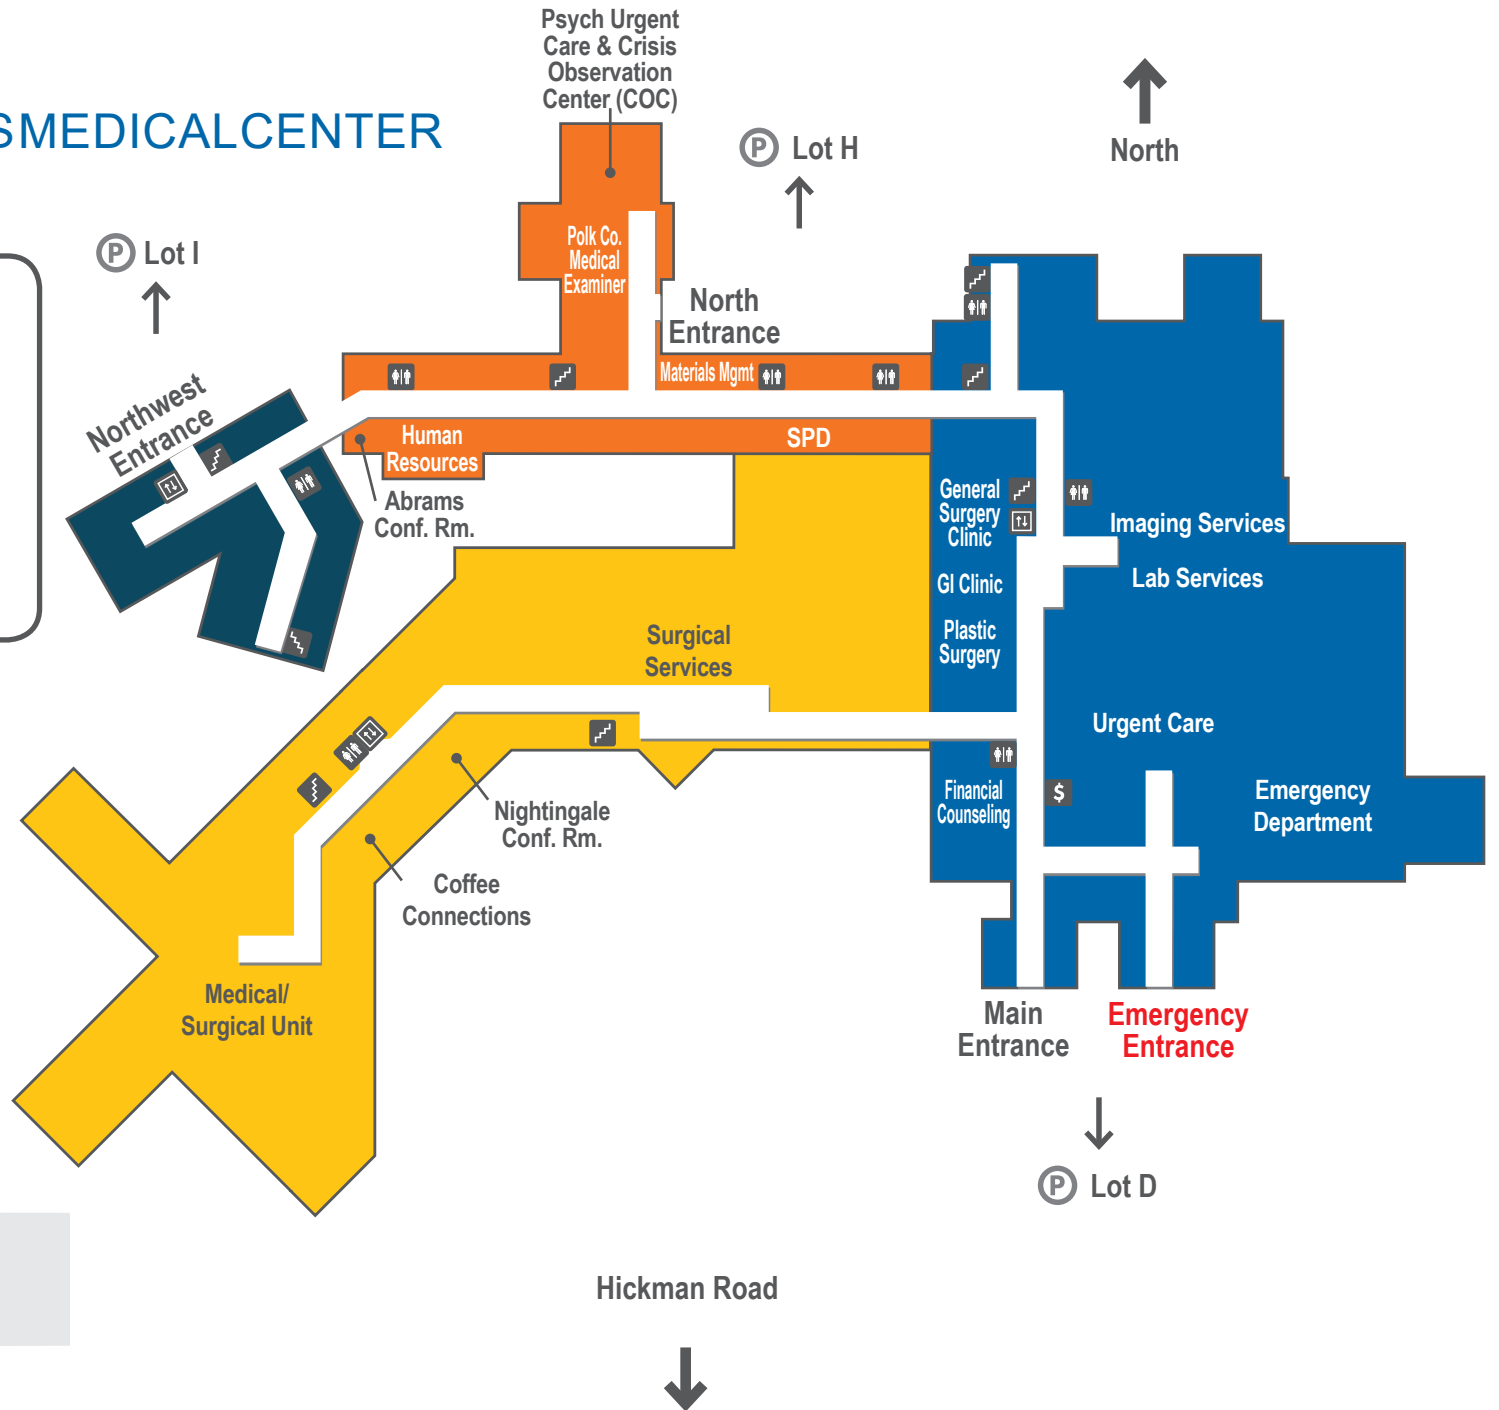 Psych Urgent
Care & Crisis
Observation
Center (COC)
SMEDICALCENTER
P Lot H
North
P Lot I
Polk Co.
Medical
Examiner
North
Entrance
Materials Mgmt
Northwest
Entrance
Human
Resources
SPD
Abrams
Conf. Rm.
General
Surgery
Clinic
Imaging Services
GI Clinic
Lab Services
Plastic
Surgery
Surgical
Services
Urgent Care
Financial
Counseling
$
Emergency
Department
Nightingale
Conf. Rm.
Coffee
Connections
Medical/
Surgical Unit
Main
Entrance
Emergency
Entrance
P Lot D
Hickman Road